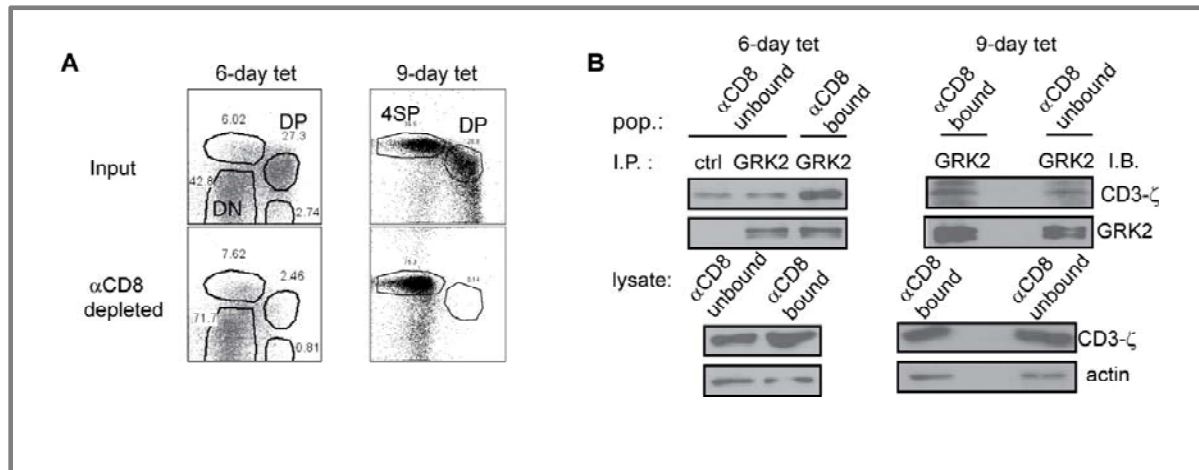 A
6-day tet
9-day tet
Input
6.02
DP
27.3
42.8
DN
2.74
4SP
DP
αCD8
depleted
7.62
2.46
71.7
0.81
B
6-day tet
9-day tet
pop.:
αCD8
unbound
αCD8
bound
αCD8
bound
αCD8
unbound
I.P. :
ctrl
GRK2
GRK2
GRK2
GRK2
I.B.
CD3-ζ
GRK2
lysate:
αCD8
unbound
αCD8
bound
αCD8
bound
αCD8
unbound
CD3-ζ
actin